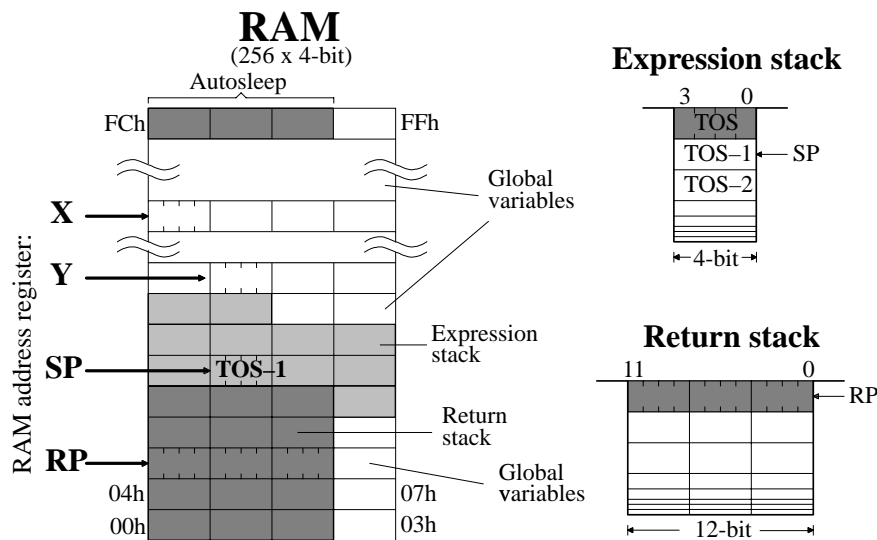 RAM
(256 x 4-bit)
Autosleep
FCh
FFh
X
Y
SP
RP
RAM address register:
TOS–1
Global
variables
Expression
stack
Return
stack
Global
variables
04h
07h
00h
03h
Expression stack
3 0
TOS
TOS–1
SP
TOS–2
4-bit
Return stack
11 0
RP
12-bit